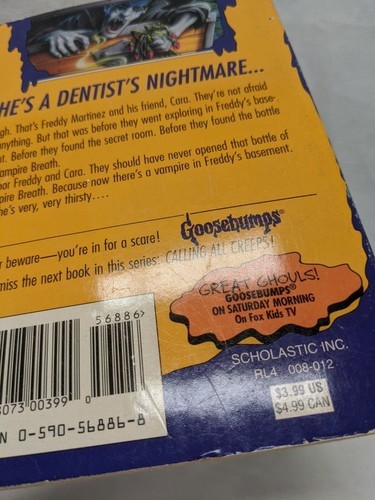 HE'S A DENTIST'S NIGHTMARE...
gh. That's Freddy Martinez and his friend, Cara. They're not afraid
anything. But that was before they went exploring in Freddy's base-
t. Before they found the secret room. Before they found the bottle
ampire Breath.
oor Freddy and Cara. They should have never opened that bottle of
pire Breath. Because now there's a vampire in Freddy's basement.
he's very, very thirsty....
r beware—you're in for a scare!
Goosebumps®
miss the next book in this series: CALLING ALL CREEPS!
GREAT GHOULS!
GOOSEBUMPS®
ON SATURDAY MORNING
On Fox Kids TV
SCHOLASTIC INC.
RL4 008-012
$3.99 US
$4.99 CAN
56886>
8073 00399 0
N 0-590-56886-8